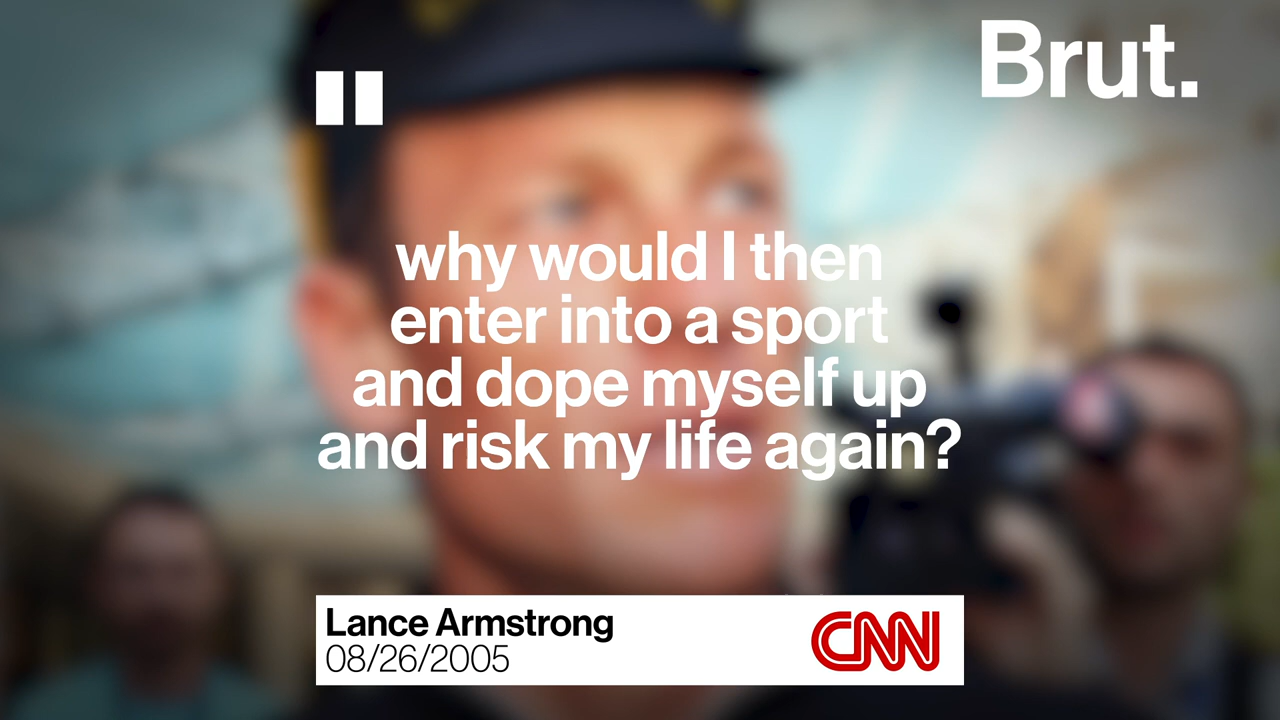 Brut.
"
why would I then
enter into a sport
and dope myself up
and risk my life again?
Lance Armstrong
08/26/2005
CNN